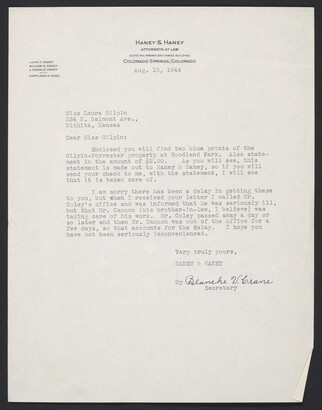 HANEY & HANEY
ATTORNEYS AT LAW
COLORADO SPRINGS, COLORADO
Aug. 15, 1944
Miss Laura Gilpin
234 N. Belmont Ave.,
Wichita, Kansas
Dear Miss Gilpin:
Enclosed you will find two blue prints of the
Gilpin-Forrester property at Woodland Park. Also state-
ment in the amount of $2.00. As you will see, this
statement is made out to Haney & Haney, so if you will
send your check to me, with the statement, I will see
that it is taken care of.
I am sorry there has been a delay in getting these
to you, but when I received your letter I called Mr.
Coley's office and was informed that he was seriously ill,
but that Mr. Cannon (his brother-in-law, I believe) was
taking care of his work. Mr. Coley passed away a day or
so later and then Mr. Cannon was out of the office for a
few days, so that accounts for the delay. I hope you
have not been seriously inconvenienced.
Very truly yours,
HANEY & HANEY
By Blanche V. Crane
Secretary